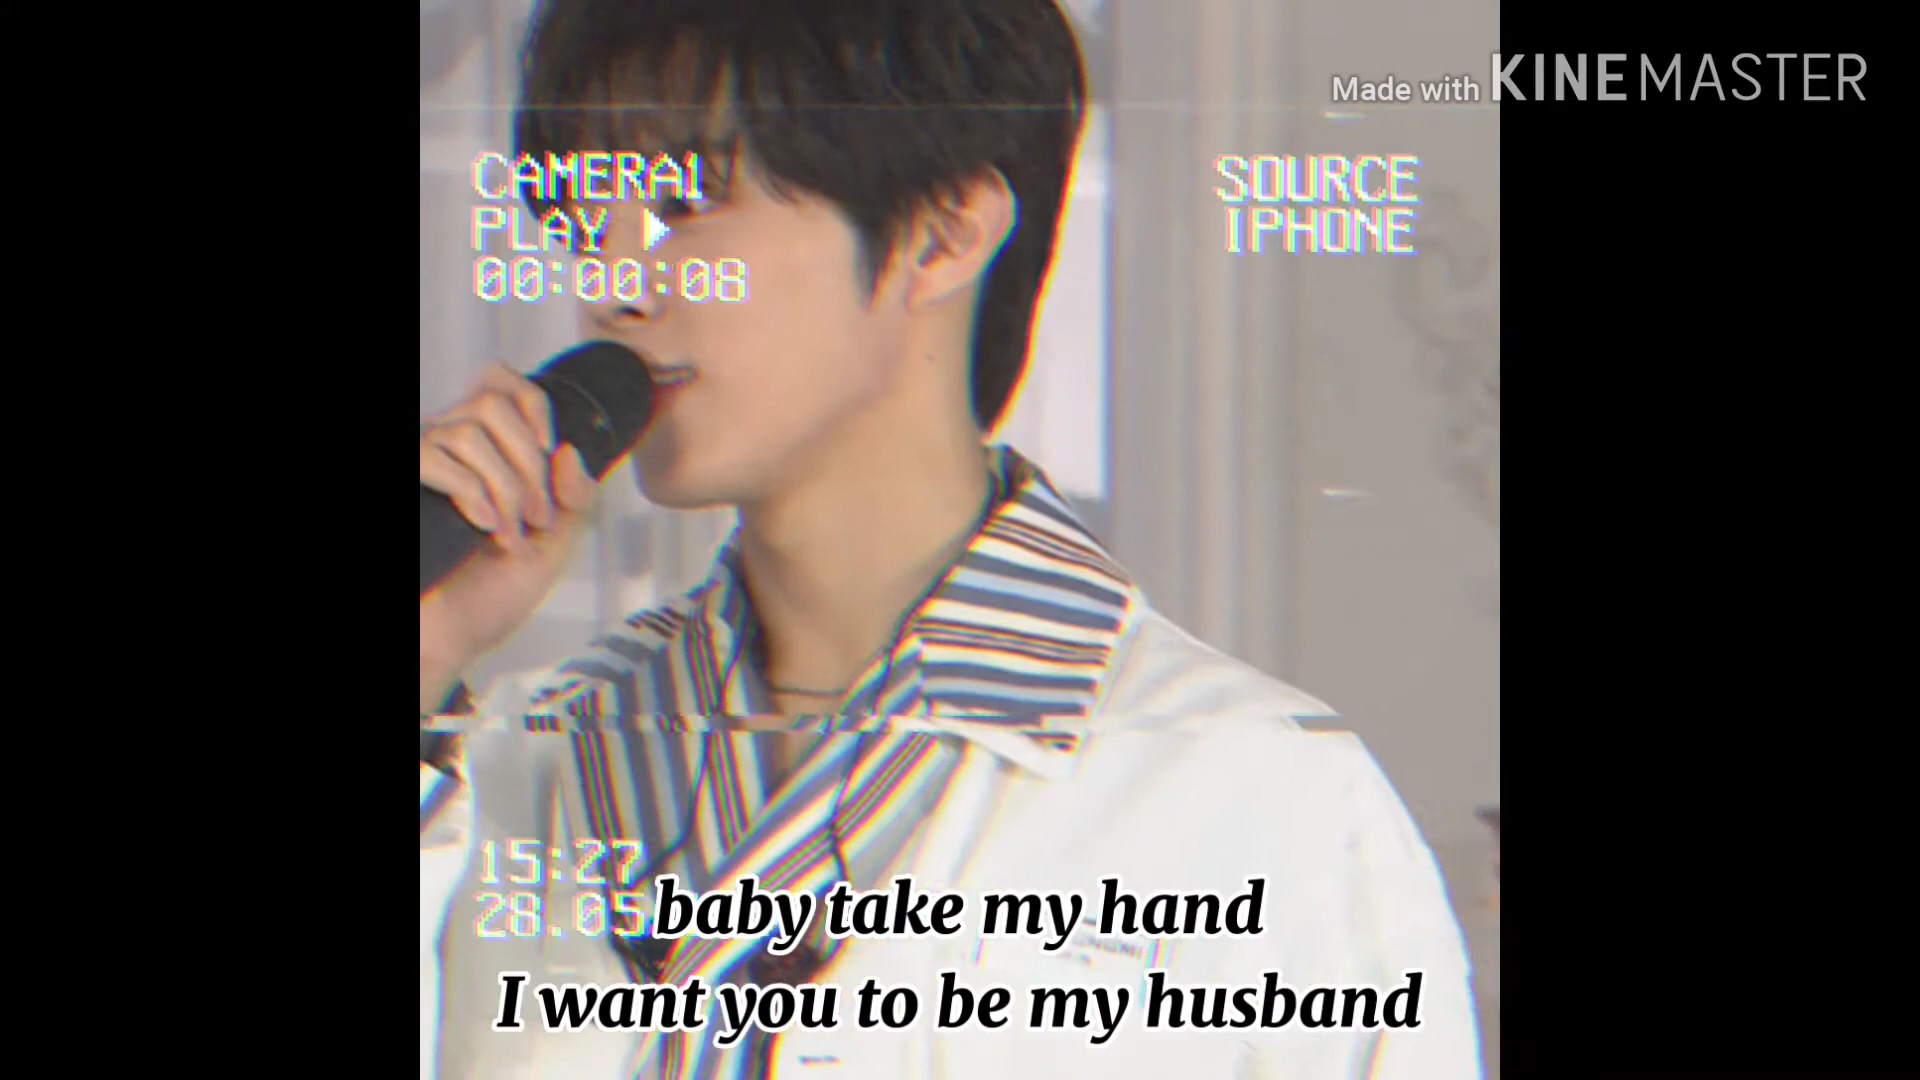 Made with KINEMASTER
CAMERA1
PLAY
00:00:08
SOURCE
IPHONE
15:27
28.05
baby take my hand
I want you to be my husband